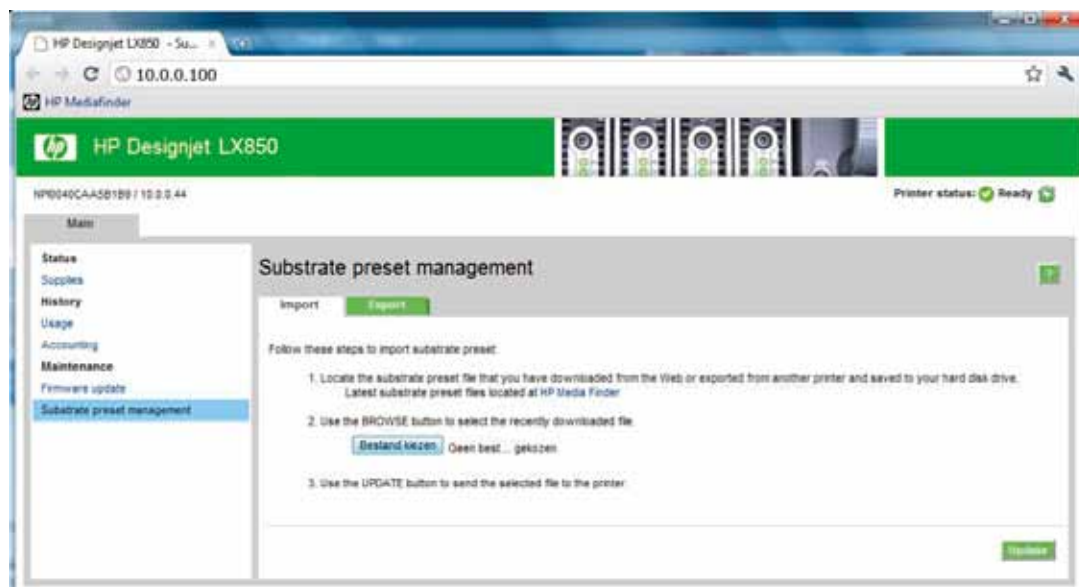 HP Designjet LX850 - Su...
10.0.0.100
HP Mediafinder
hp HP Designjet LX850
10.0.0.44
Printer status: Ready
Main
Status
Supplies
History
Usage
Accounting
Maintenance
Firmware update
Substrate preset management
Substrate preset management
?
Import Export
Follow these steps to import substrate preset:
1. Locate the substrate preset file that you have downloaded from the Web or exported from another printer and saved to your hard disk drive.
Latest substrate preset files located at HP Media Finder
2. Use the BROWSE button to select the recently downloaded file.
Bestand kiezen Geen best... gekozen
3. Use the UPDATE button to send the selected file to the printer
Update